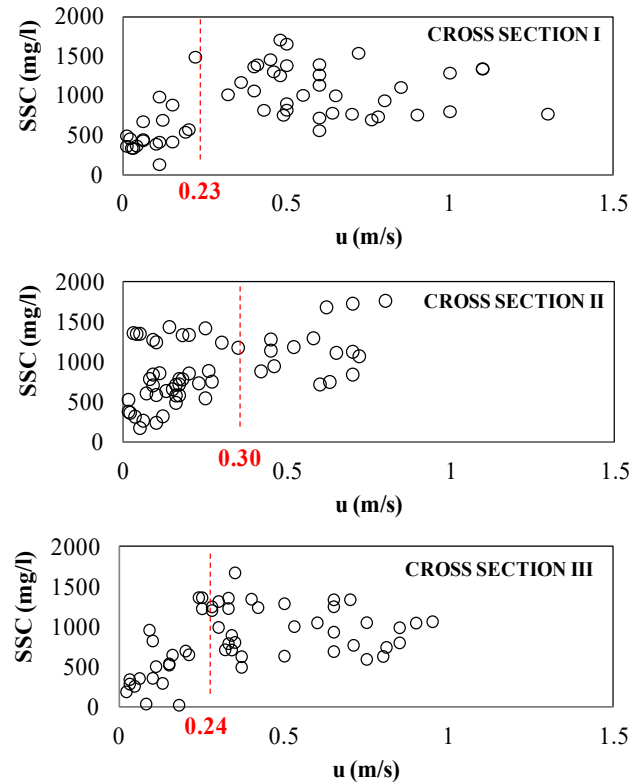 CROSS SECTION I
SSC (mg/l)
2000
1500
1000
500
0
0 0.5 1 1.5
0.23
u (m/s)
CROSS SECTION II
SSC (mg/l)
2000
1500
1000
500
0
0 0.5 1 1.5
0.30
u (m/s)
CROSS SECTION III
SSC (mg/l)
2000
1500
1000
500
0
0 0.5 1 1.5
0.24
u (m/s)